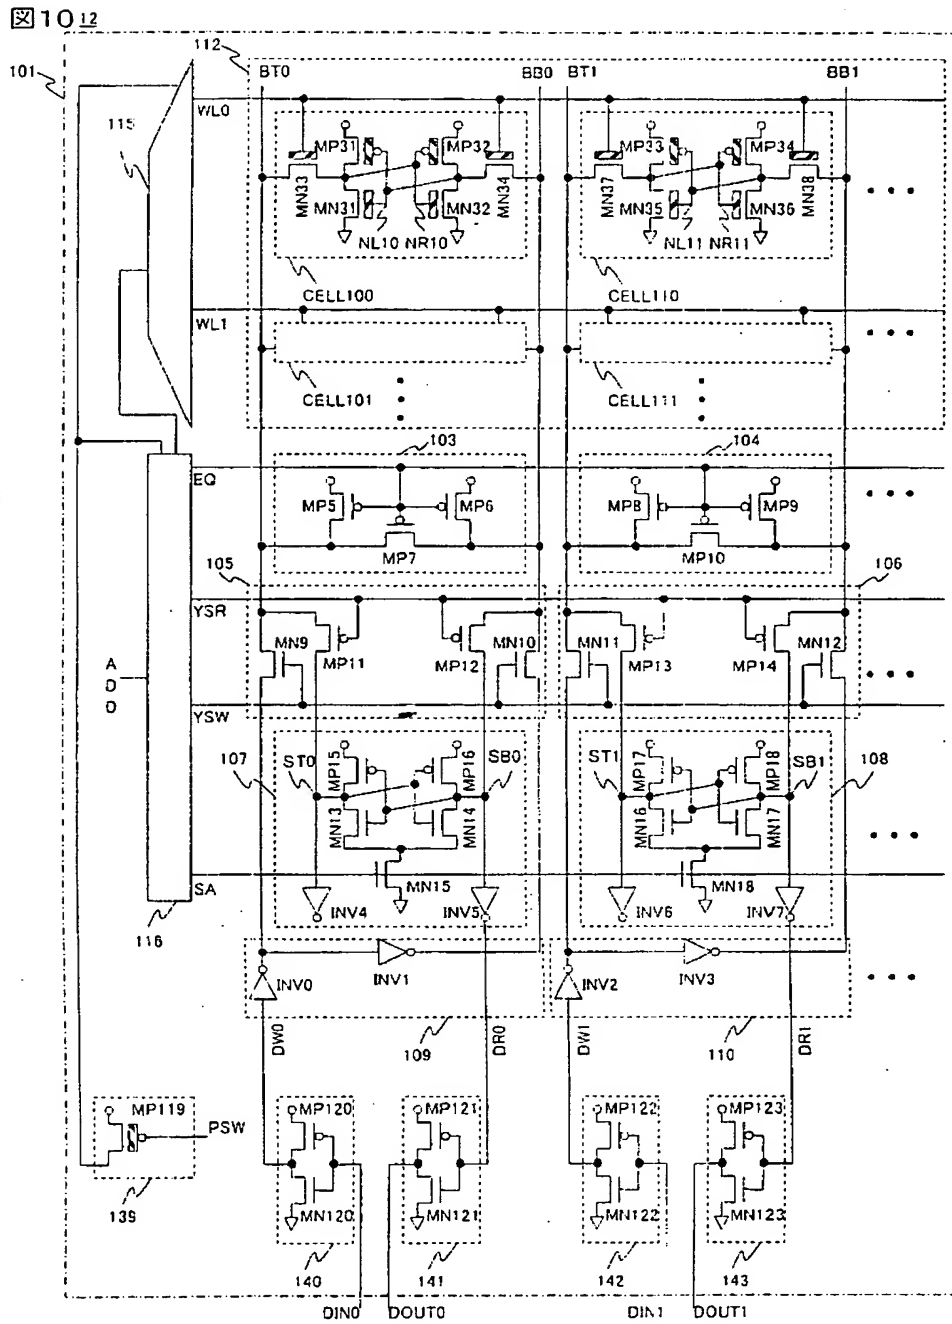 図10 12
101
112
BT0
BB0
BT1
BB1
115
WL0
MP31
MP32
MN33
MN34
MN31
MN32
NL10 NR10
CELL100
MP33
MP34
MN37
MN38
MN35
MN36
NL11 NR11
CELL110
WL1
CELL101
CELL111
103
104
EQ
MP5
MP6
MP7
MP8
MP9
MP10
105
106
YSR
MN9
MP11
MP12
MN10
MN11
MP13
MP14
MN12
ADD
YSW
107
ST0
MP15
MP16
SB0
ST1
MP17
MP18
SB1
108
MN13
MN14
MN16
MN17
SA
MN15
MN18
116
INV4
INV5
INV6
INV7
INV0
INV1
INV2
INV3
DW0
109
DR0
DW1
110
DR1
MP119
PSW
139
MP120
MN120
140
MP121
MN121
141
MP122
MN122
142
MP123
MN123
143
DIN0
DOUT0
DIN1
DOUT1